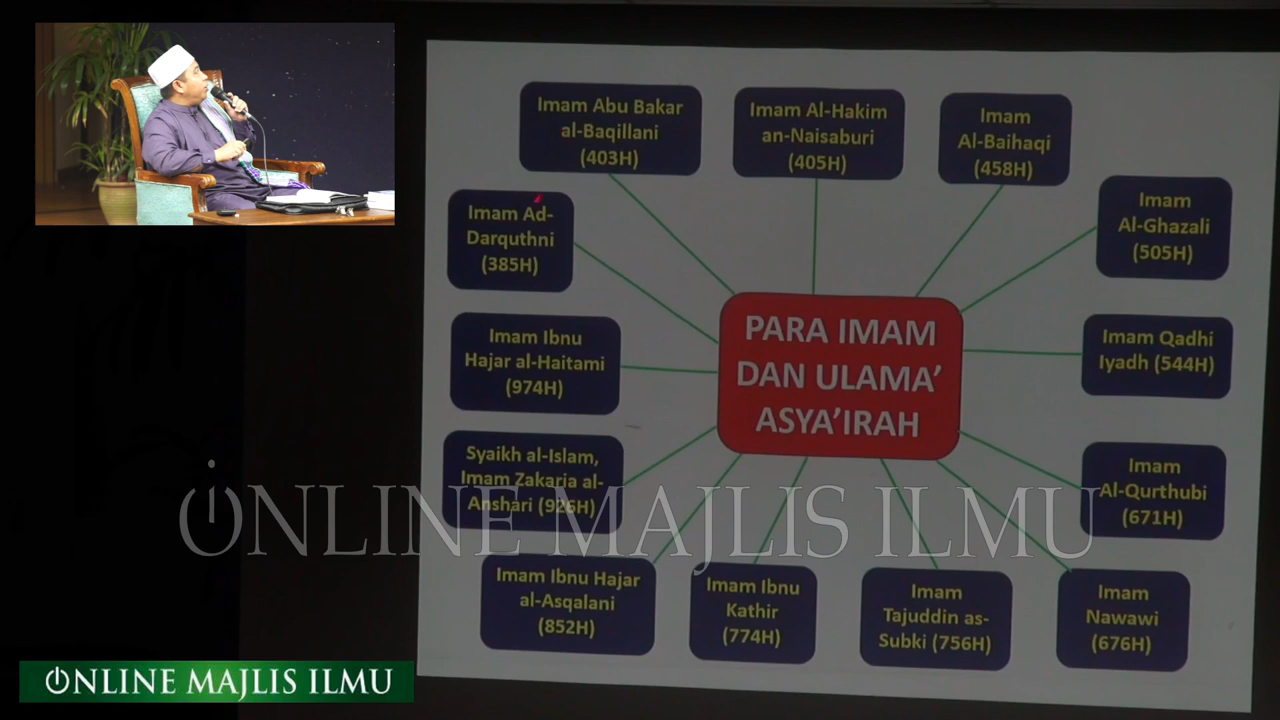 Imam Abu Bakar
al-Baqillani
(403H)
Imam Al-Hakim
an-Naisaburi
(405H)
Imam
Al-Baihaqi
(458H)
Imam
Al-Ghazali
(505H)
Imam Ad-
Darquthni
(385H)
Imam Ibnu
Hajar al-Haitami
(974H)
PARA IMAM
DAN ULAMA’
ASYA’IRAH
Imam Qadhi
Iyadh (544H)
Syaikh al-Islam,
Imam Zakaria al-
Anshari (926H)
Imam
Al-Qurthubi
(671H)
ONLINE MAJLIS ILMU
Imam Ibnu Hajar
al-Asqalani
(852H)
Imam Ibnu
Kathir
(774H)
Imam
Tajuddin as-
Subki (756H)
Imam
Nawawi
(676H)
ONLINE MAJLIS ILMU